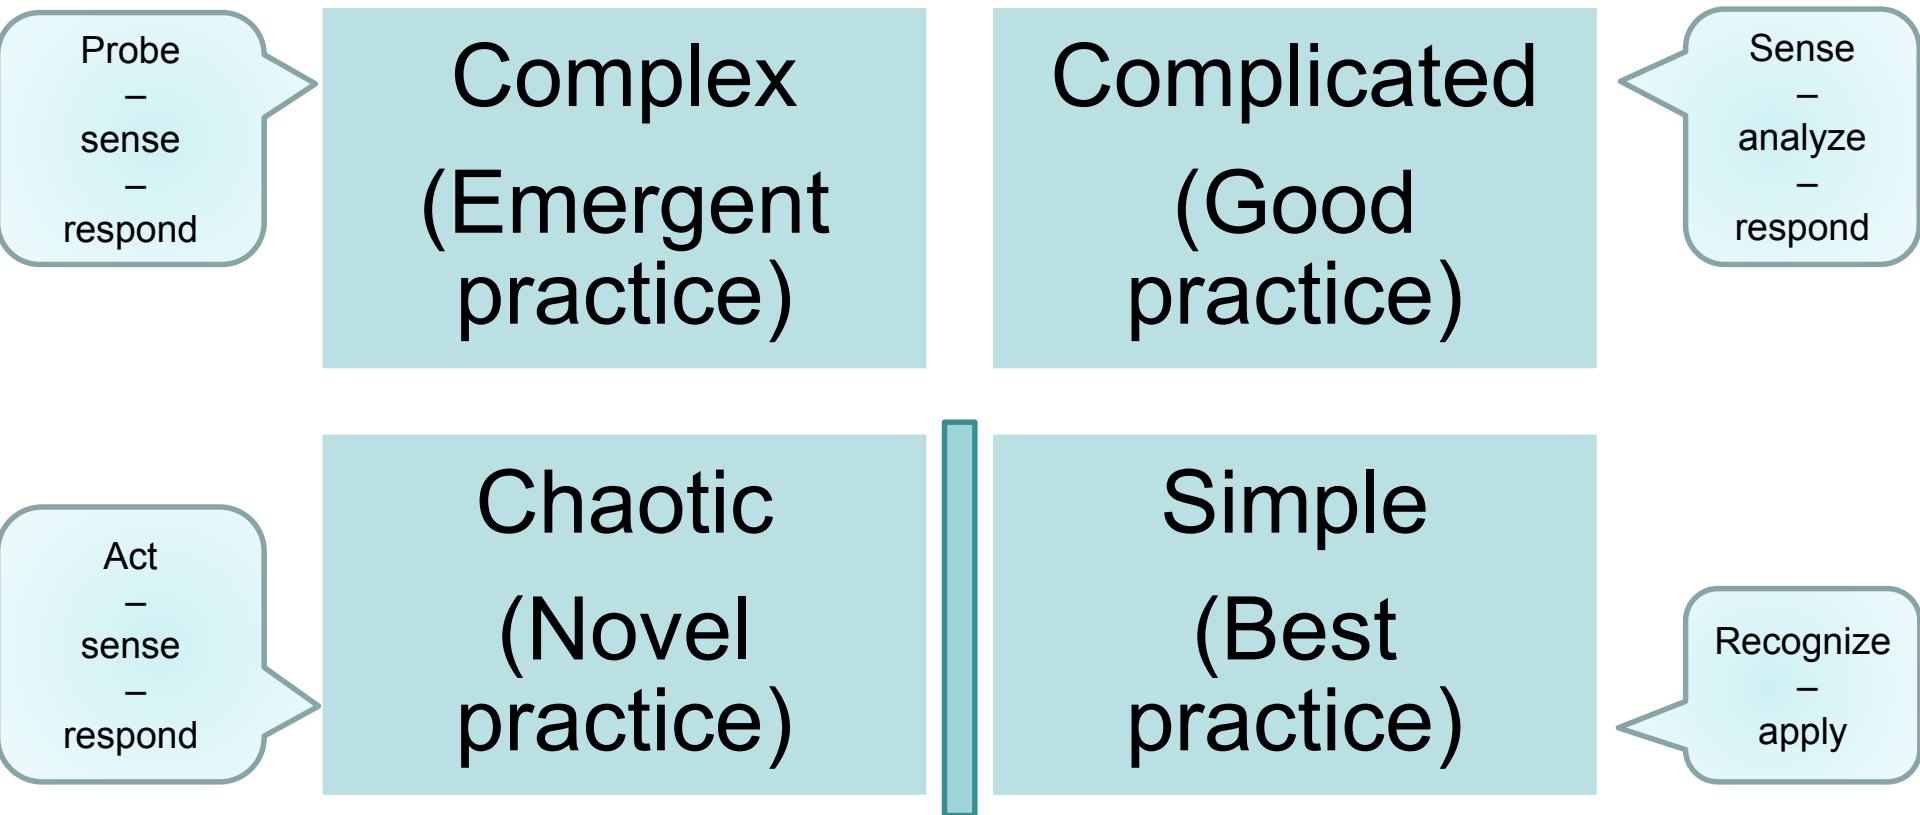 Probe
–
sense
–
respond
Complex
(Emergent
practice)
Complicated
(Good
practice)
Sense
–
analyze
–
respond
Act
–
sense
–
respond
Chaotic
(Novel
practice)
Simple
(Best
practice)
Recognize
–
apply